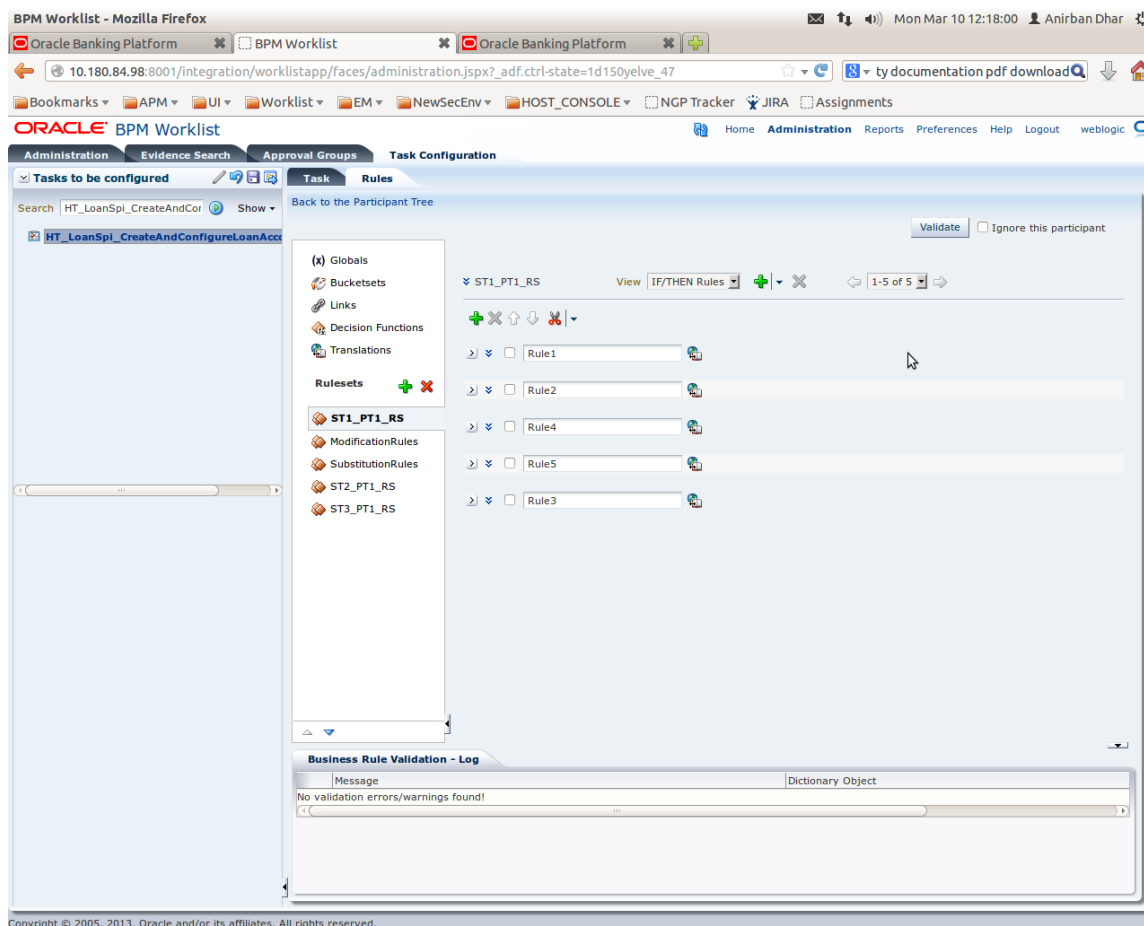 BPM Worklist - Mozilla Firefox Mon Mar 10 12:18:00 Anirban Dhar
Oracle Banking Platform BPM Worklist Oracle Banking Platform
10.180.84.98:8001/integration/worklistapp/faces/administration.jspx?_adf.ctrl-state=1d150yelve_47 ty documentation pdf download
Bookmarks APM UI Worklist EM NewSecEnv HOST_CONSOLE NGP Tracker JIRA Assignments
ORACLE BPM Worklist Home Administration Reports Preferences Help Logout weblogic
Administration Evidence Search Approval Groups Task Configuration
Tasks to be configured Task Rules
Search HT_LoanSpi_CreateAndCor Show Back to the Participant Tree
Validate Ignore this participant
HT_LoanSpi_CreateAndConfigureLoanAcco
(x) Globals
Bucketsets ST1_PT1_RS View IF/THEN Rules 1-5 of 5
Links
Decision Functions
Translations Rule1
Rulesets Rule2
ST1_PT1_RS Rule4
ModificationRules
SubstitutionRules Rule5
ST2_PT1_RS
ST3_PT1_RS Rule3
Business Rule Validation - Log
Message Dictionary Object
No validation errors/warnings found!
Copyright © 2005, 2013, Oracle and/or its affiliates. All rights reserved.